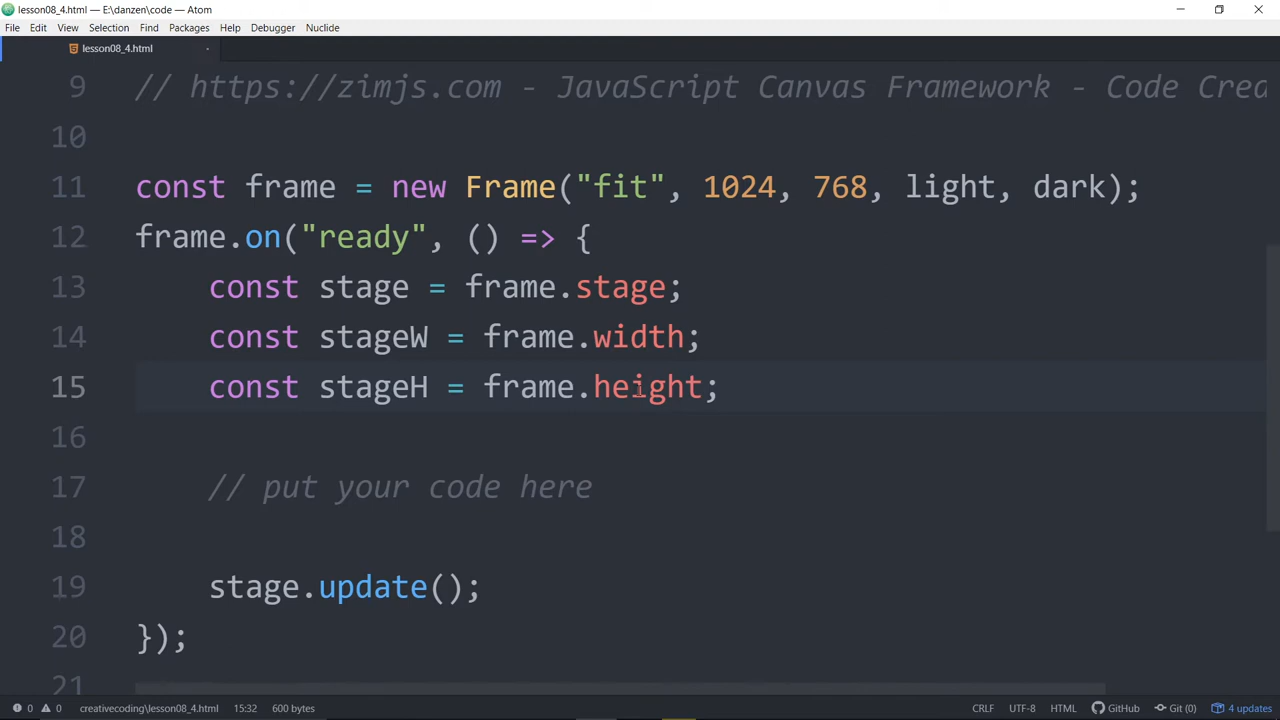 lesson08_4.html — E:\danzen\code — Atom
File Edit View Selection Find Packages Help Debugger Nuclide
lesson08_4.html
9 // https://zimjs.com - JavaScript Canvas Framework - Code Crea
10
11 const frame = new Frame("fit", 1024, 768, light, dark);
12 frame.on("ready", () => {
13 const stage = frame.stage;
14 const stageW = frame.width;
15 const stageH = frame.height;
16
17 // put your code here
18
19 stage.update();
20 });
21
0 0 creativecoding\lesson08_4.html 15:32 600 bytes CRLF UTF-8 HTML GitHub Git (0) 4 updates